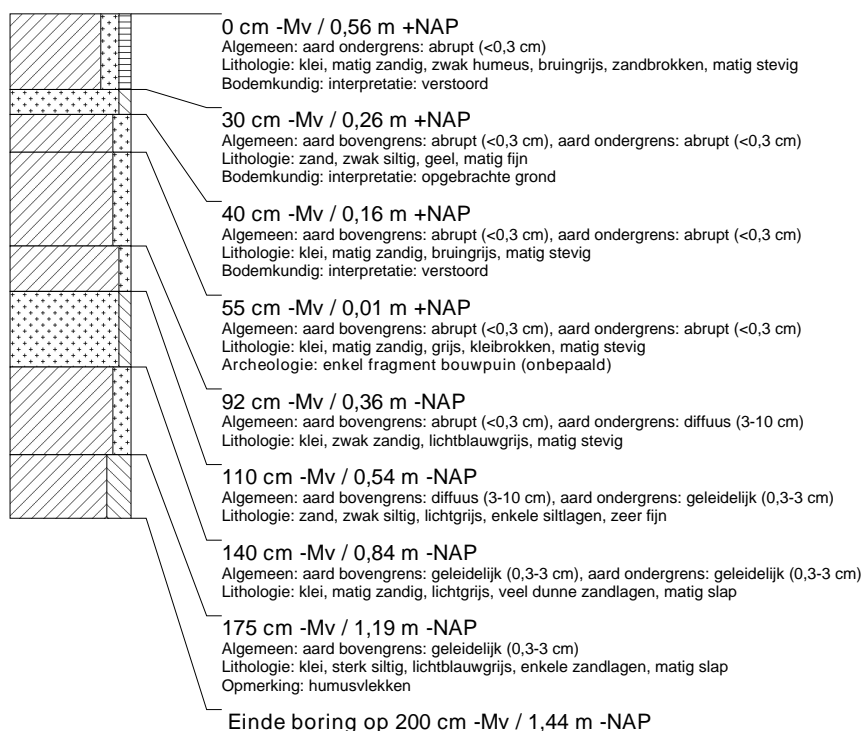 0 cm -Mv / 0,56 m +NAP
Algemeen: aard ondergrens: abrupt (<0,3 cm)
Lithologie: klei, matig zandig, zwak humeus, bruingrijs, zandbrokken, matig stevig
Bodemkundig: interpretatie: verstoord
30 cm -Mv / 0,26 m +NAP
Algemeen: aard bovengrens: abrupt (<0,3 cm), aard ondergrens: abrupt (<0,3 cm)
Lithologie: zand, zwak siltig, geel, matig fijn
Bodemkundig: interpretatie: opgebrachte grond
40 cm -Mv / 0,16 m +NAP
Algemeen: aard bovengrens: abrupt (<0,3 cm), aard ondergrens: abrupt (<0,3 cm)
Lithologie: klei, matig zandig, bruingrijs, matig stevig
Bodemkundig: interpretatie: verstoord
55 cm -Mv / 0,01 m +NAP
Algemeen: aard bovengrens: abrupt (<0,3 cm), aard ondergrens: abrupt (<0,3 cm)
Lithologie: klei, matig zandig, grijs, kleibrokken, matig stevig
Archeologie: enkel fragment bouwpuin (onbepaald)
92 cm -Mv / 0,36 m -NAP
Algemeen: aard bovengrens: abrupt (<0,3 cm), aard ondergrens: diffuus (3-10 cm)
Lithologie: klei, zwak zandig, lichtblauwgrijs, matig stevig
110 cm -Mv / 0,54 m -NAP
Algemeen: aard bovengrens: diffuus (3-10 cm), aard ondergrens: geleidelijk (0,3-3 cm)
Lithologie: zand, zwak siltig, lichtgrijs, enkele siltlagen, zeer fijn
140 cm -Mv / 0,84 m -NAP
Algemeen: aard bovengrens: geleidelijk (0,3-3 cm), aard ondergrens: geleidelijk (0,3-3 cm)
Lithologie: klei, matig zandig, lichtgrijs, veel dunne zandlagen, matig slap
175 cm -Mv / 1,19 m -NAP
Algemeen: aard bovengrens: geleidelijk (0,3-3 cm)
Lithologie: klei, sterk siltig, lichtblauwgrijs, enkele zandlagen, matig slap
Opmerking: humusvlekken
Einde boring op 200 cm -Mv / 1,44 m -NAP